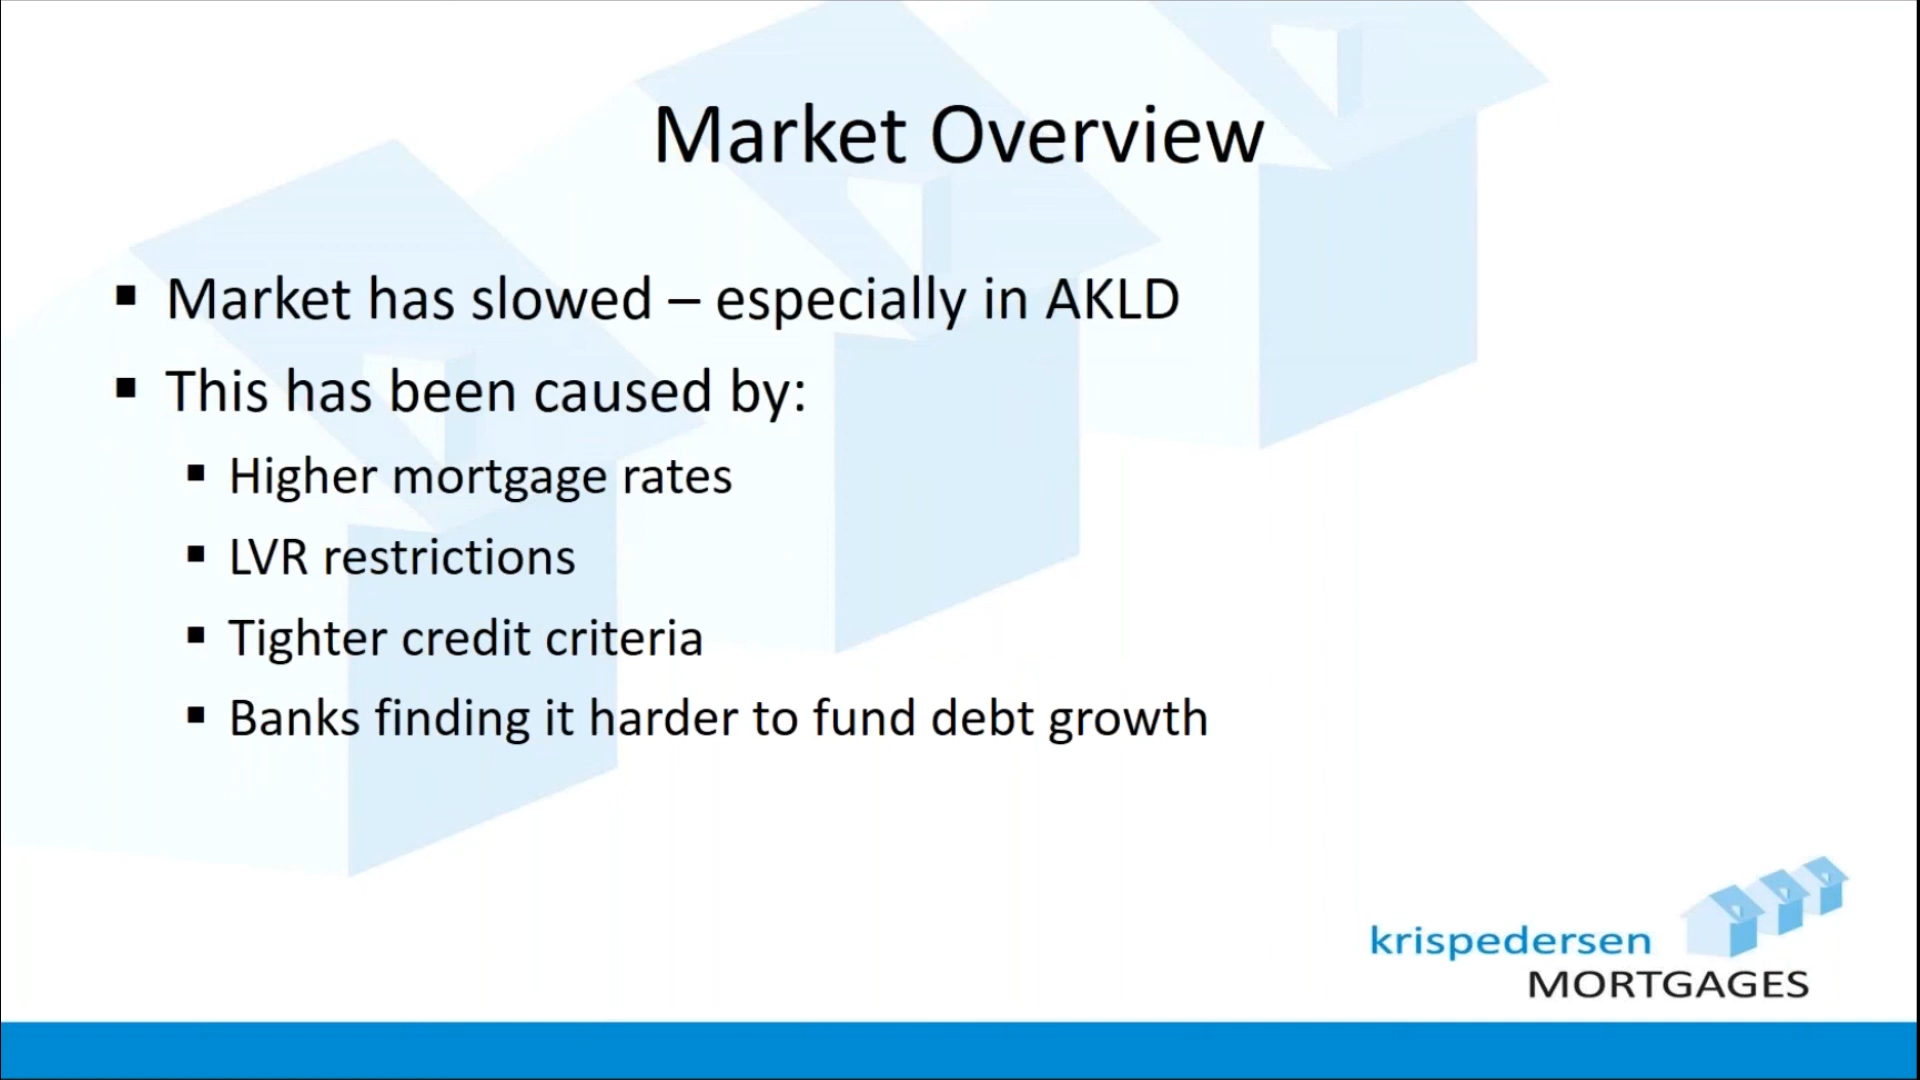 Market Overview
▪ Market has slowed – especially in AKLD
▪ This has been caused by:
▪ Higher mortgage rates
▪ LVR restrictions
▪ Tighter credit criteria
▪ Banks finding it harder to fund debt growth
krispedersen
MORTGAGES